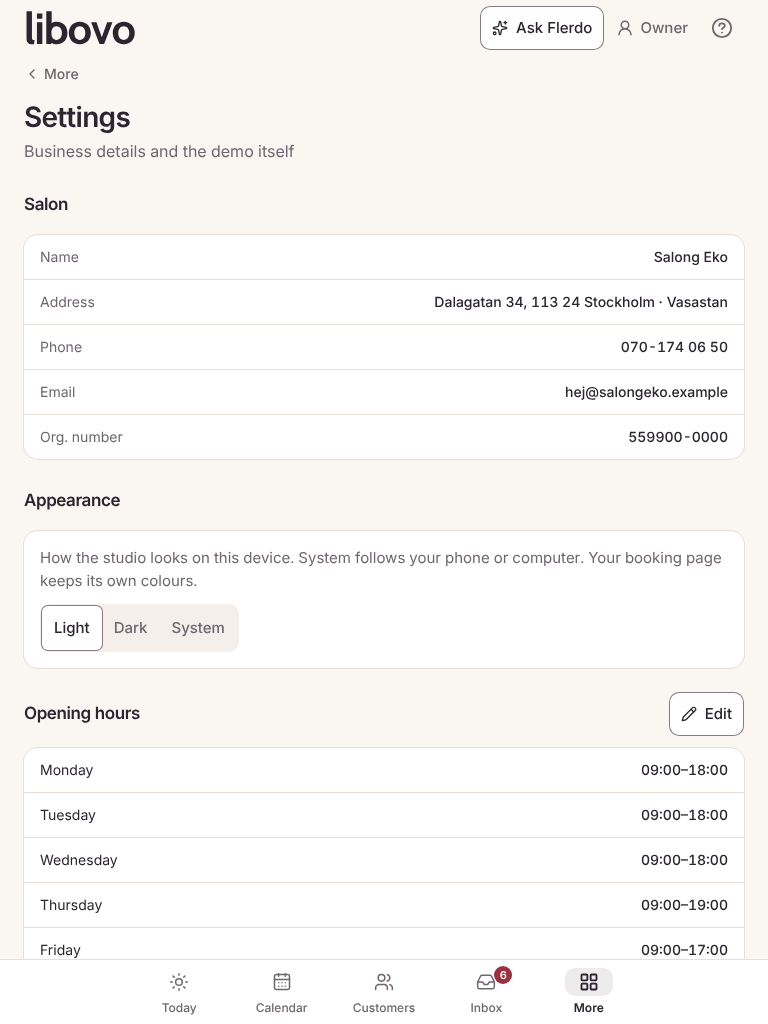 libovo
Ask Flerdo
Owner
More
Settings
Business details and the demo itself
Salon
Name
Salong Eko
Address
Dalagatan 34, 113 24 Stockholm · Vasastan
Phone
070-174 06 50
Email
hej@salongeko.example
Org. number
559900-0000
Appearance
How the studio looks on this device. System follows your phone or computer. Your booking page
keeps its own colours.
Light
Dark
System
Opening hours
Edit
Monday
09:00–18:00
Tuesday
09:00–18:00
Wednesday
09:00–18:00
Thursday
09:00–19:00
Friday
09:00–17:00
Today
Calendar
Customers
6
Inbox
More